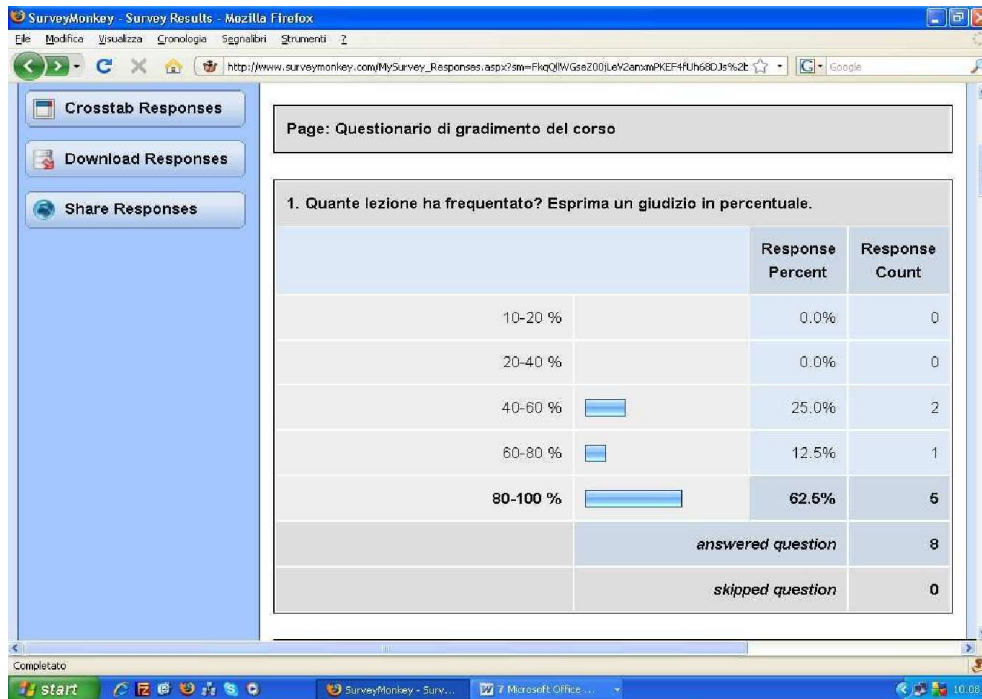 SurveyMonkey - Survey Results - Mozilla Firefox
File Modifica Visualizza Cronologia Segnalibri Strumenti ?
Google
Crosstab Responses
Download Responses
Share Responses
Page: Questionario di gradimento del corso
1. Quante lezione ha frequentato? Esprima un giudizio in percentuale.
Response Percent
Response Count
10-20 % 0.0% 0
20-40 % 0.0% 0
40-60 % 25.0% 2
60-80 % 12.5% 1
80-100 % 62.5% 5
answered question 8
skipped question 0
Completato
start
SurveyMonkey - Surv...
7 Microsoft Office ...
10.08